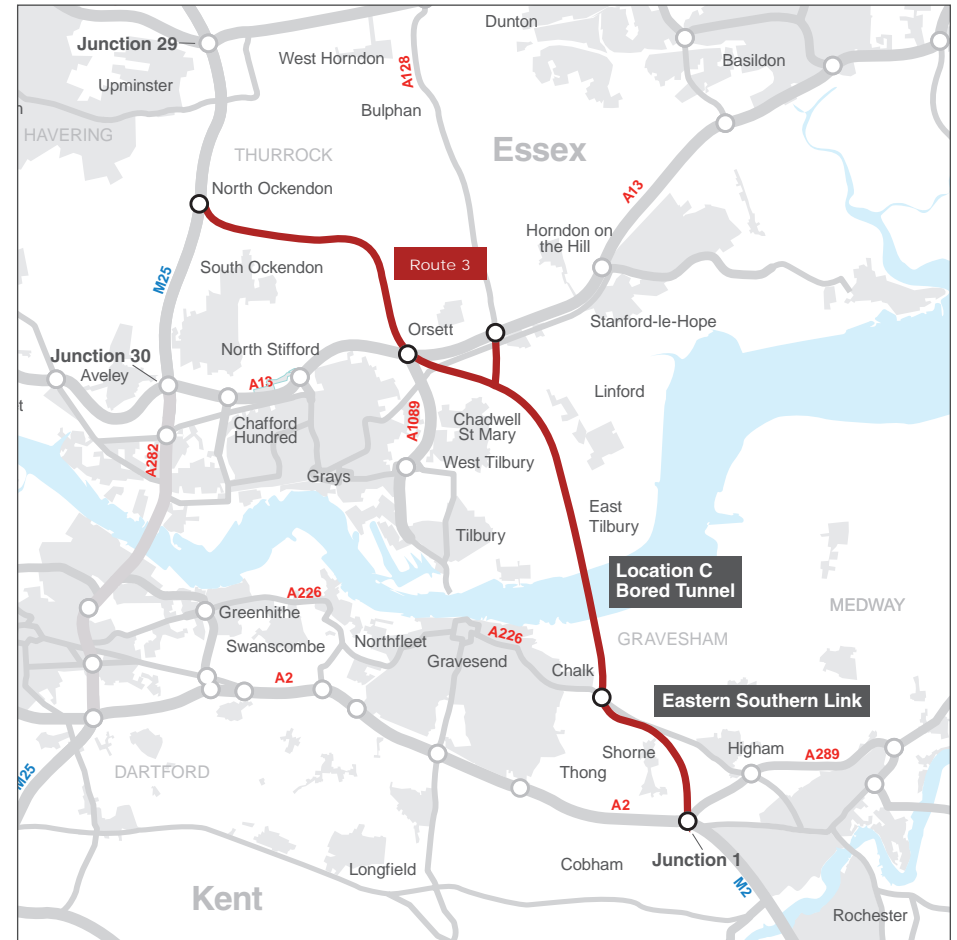 Dunton
Junction 29
West Horndon
Basildon
A128
Upminster
Bulphan
HAVERING
THURROCK
Essex
North Ockendon
A13
Horndon on
the Hill
Route 3
South Ockendon
M25
Orsett
Stanford-le-Hope
North Stifford
Junction 30
Aveley
A13
Linford
A1089
Chadwell
St Mary
Chafford
Hundred
A282
West Tilbury
Grays
East
Tilbury
Tilbury
Location C
Bored Tunnel
A226
MEDWAY
Greenhithe
A226
GRAVESHAM
Northfleet
Swanscombe
Gravesend
Chalk
A2
Eastern Southern Link
Shorne
Higham
A289
DARTFORD
Thong
M25
A2
Junction 1
Cobham
Longfield
M2
Kent
Rochester